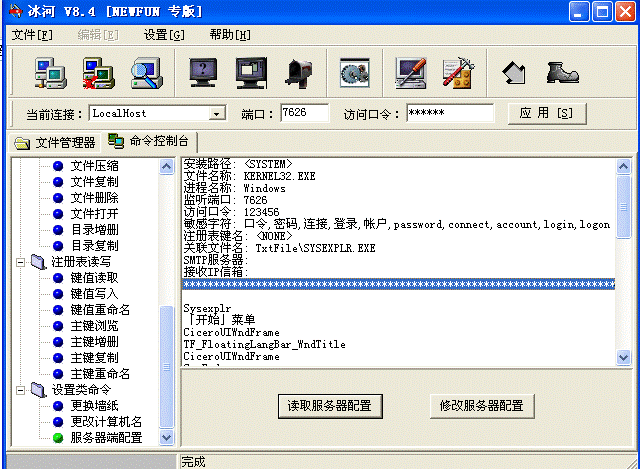 冰河 V8.4 [NEWFUN 专版]
文件[F] 编辑[E] 设置[G] 帮助[H]
当前连接: LocalHost 端口: 7626 访问口令: ****** 应 用 [S]
文件管理器 命令控制台
文件压缩
文件复制
文件删除
文件打开
目录增删
目录复制
注册表读写
键值读取
键值写入
键值重命名
主键浏览
主键增删
主键复制
主键重命名
设置类命令
更换墙纸
更改计算机名
服务器端配置
安装路径: <SYSTEM>
文件名称: KERNEL32.EXE
进程名称: Windows
监听端口: 7626
访问口令: 123456
敏感字符: 口令,密码,连接,登录,帐户,password,connect,account,login,logon
注册表键名: <NONE>
关联文件名: TxtFile\SYSEXPLR.EXE
SMTP服务器:
接收IP信箱:
************************************************************************
Sysexplr
「开始」菜单
CiceroUIWndFrame
TF_FloatingLangBar_WndTitle
CiceroUIWndFrame
读取服务器配置 修改服务器配置
完成